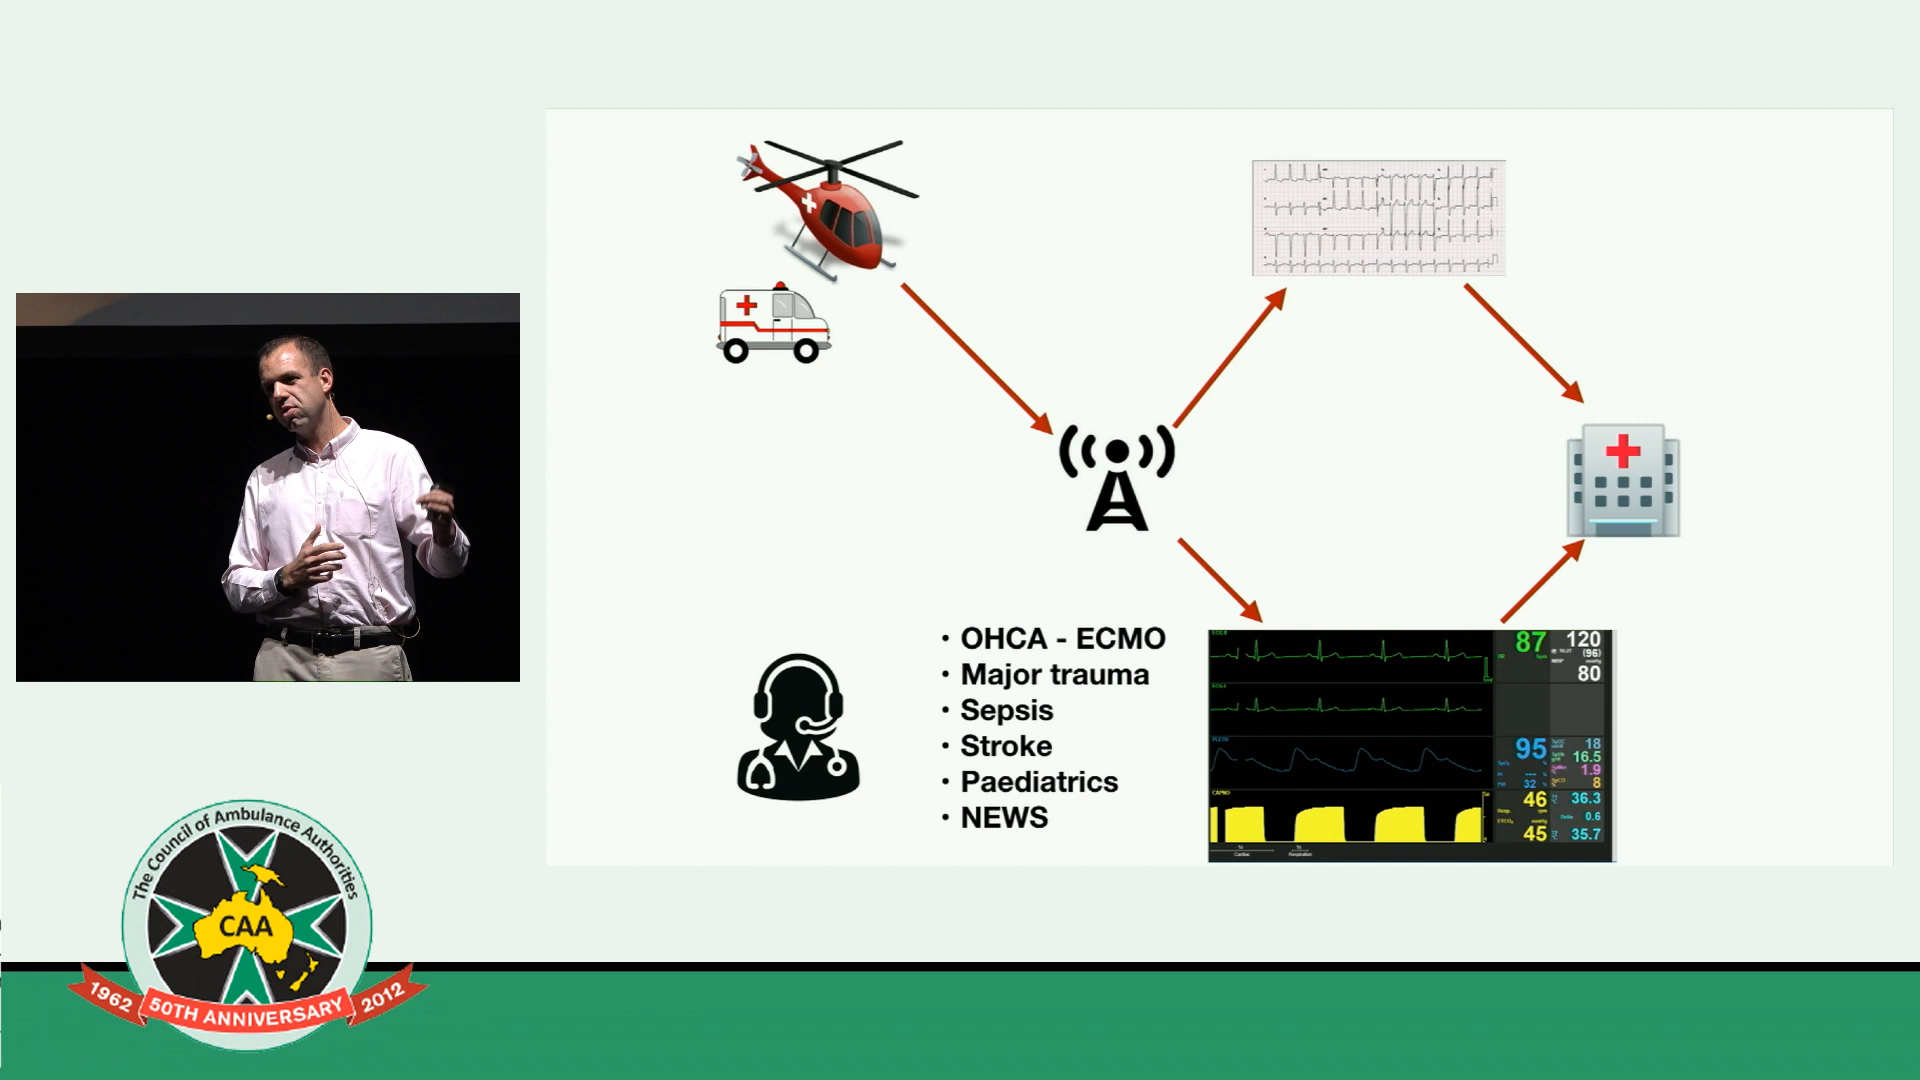 • OHCA - ECMO
• Major trauma
• Sepsis
• Stroke
• Paediatrics
• NEWS
87
120
(96)
80
95
18
16.5
1.9
32
8
46
36.3
0.6
45
35.7
The Council of Ambulance Authorities
CAA
1962 50TH ANNIVERSARY 2012